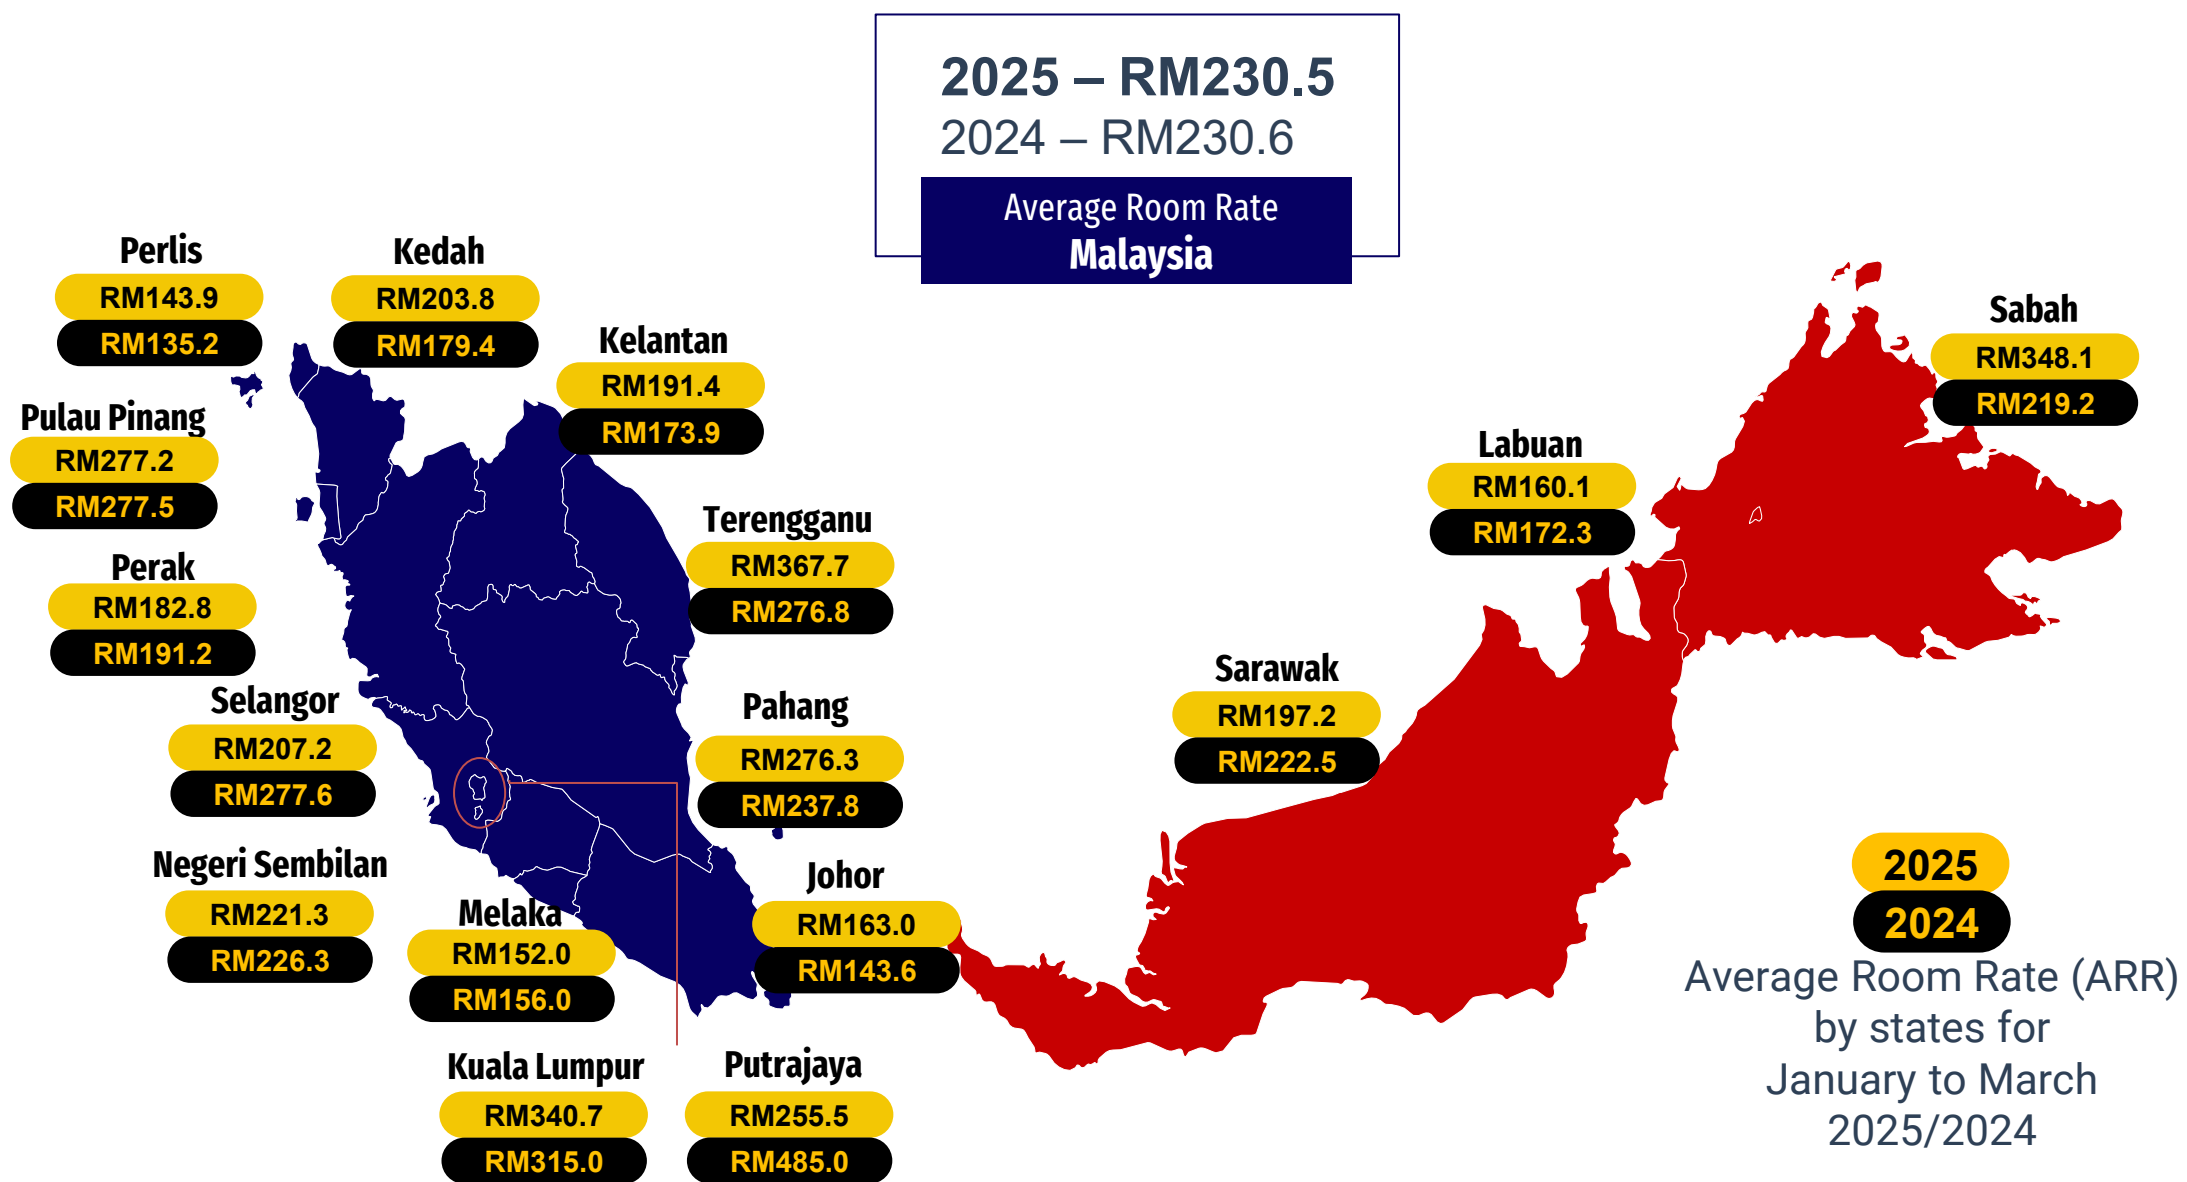 2025 – RM230.5
2024 – RM230.6
Average Room Rate
Malaysia
Perlis
RM143.9
RM135.2
Kedah
RM203.8
RM179.4
Kelantan
RM191.4
RM173.9
Pulau Pinang
RM277.2
RM277.5
Terengganu
RM367.7
RM276.8
Perak
RM182.8
RM191.2
Selangor
RM207.2
RM277.6
Pahang
RM276.3
RM237.8
Negeri Sembilan
RM221.3
RM226.3
Melaka
RM152.0
RM156.0
Johor
RM163.0
RM143.6
Kuala Lumpur
RM340.7
RM315.0
Putrajaya
RM255.5
RM485.0
Sabah
RM348.1
RM219.2
Labuan
RM160.1
RM172.3
Sarawak
RM197.2
RM222.5
2025
2024
Average Room Rate (ARR)
by states for
January to March
2025/2024